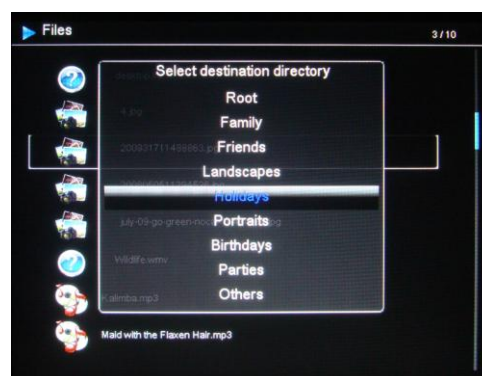 Files
3/10
Select destination directory
Root
Family
4.jpg
Friends
Landscapes
Holidays
Portraits
Birthdays
Wildlife.wmv
Parties
Kalimba.mp3
Others
Maid with the Flaxen Hair.mp3